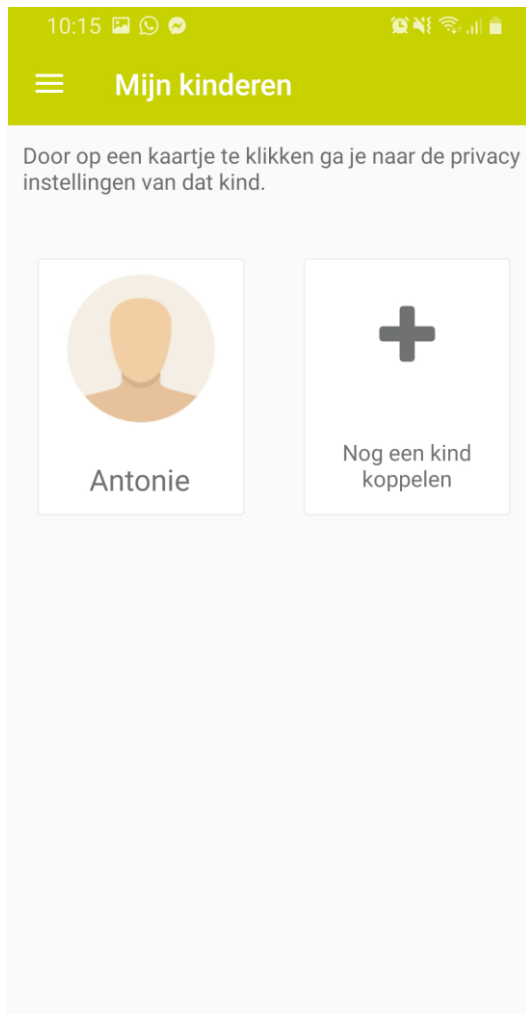 10:15
Mijn kinderen
Door op een kaartje te klikken ga je naar de privacy
instellingen van dat kind.
Antonie
Nog een kind
koppelen